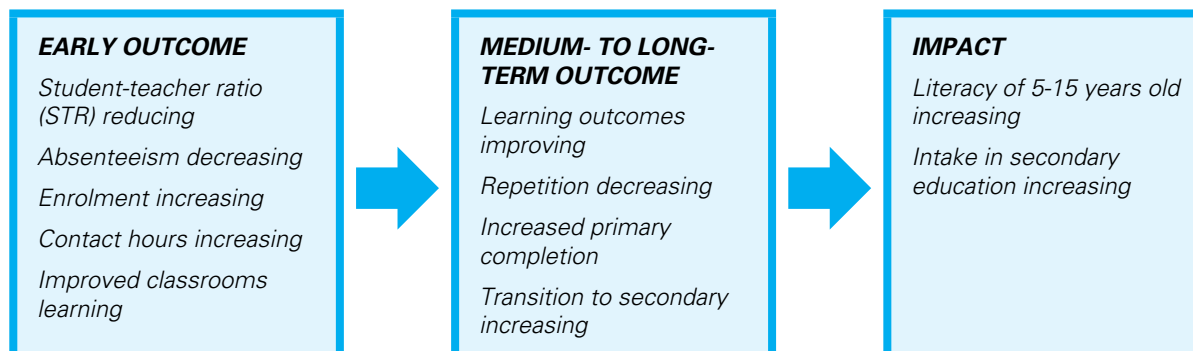 EARLY OUTCOME
Student-teacher ratio
(STR) reducing
Absenteeism decreasing
Enrolment increasing
Contact hours increasing
Improved classrooms
learning
MEDIUM- TO LONG-
TERM OUTCOME
Learning outcomes
improving
Repetition decreasing
Increased primary
completion
Transition to secondary
increasing
IMPACT
Literacy of 5-15 years old
increasing
Intake in secondary
education increasing